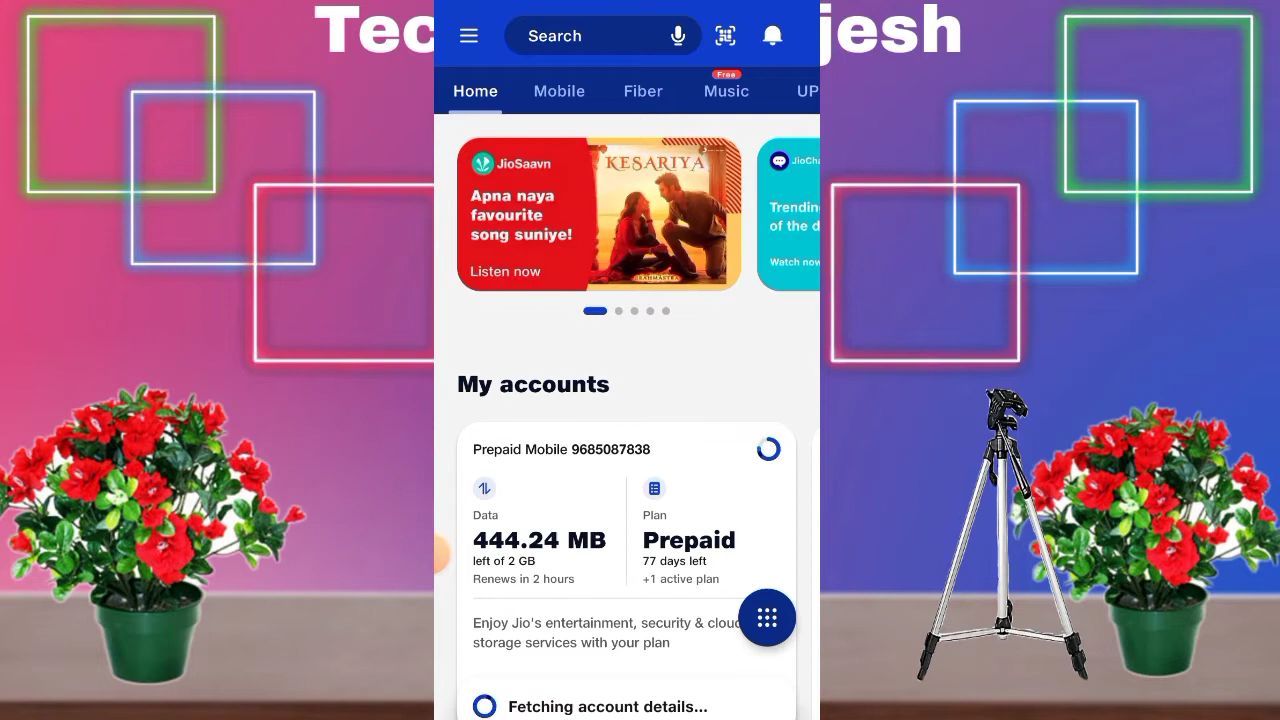 Tec
jesh
Search
Free
Home
Mobile
Fiber
Music
UP
JioSaavn
Apna naya
favourite
song suniye!
Listen now
KESARIYA
BRAHMASTRA
JioCha
Trendin
of the d
Watch now
My accounts
Prepaid Mobile 9685087838
Data
444.24 MB
left of 2 GB
Renews in 2 hours
Plan
Prepaid
77 days left
+1 active plan
Enjoy Jio's entertainment, security & cloud
storage services with your plan
Fetching account details...